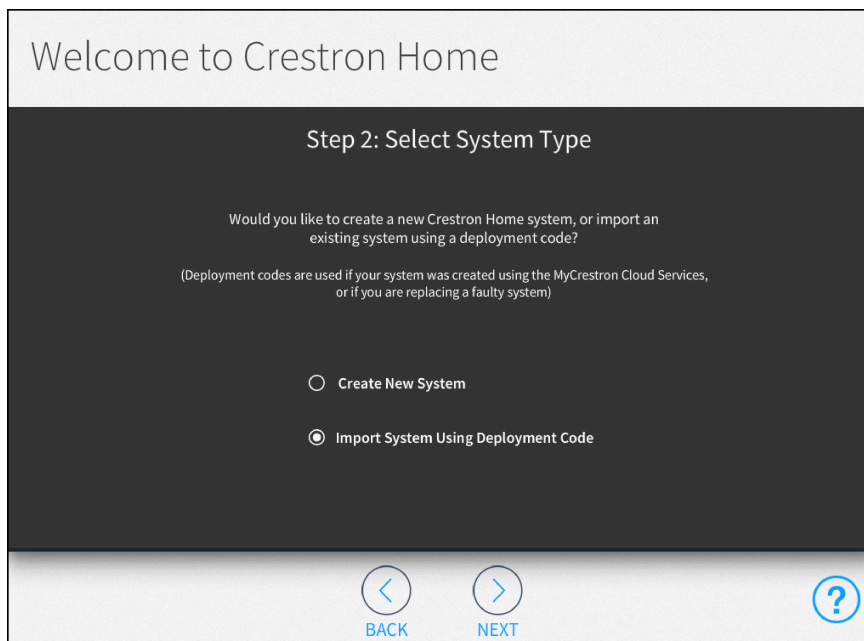 Welcome to Crestron Home
Step 2: Select System Type
Would you like to create a new Crestron Home system, or import an
existing system using a deployment code?
(Deployment codes are used if your system was created using the MyCrestron Cloud Services,
or if you are replacing a faulty system)
Create New System
Import System Using Deployment Code
BACK
NEXT
?